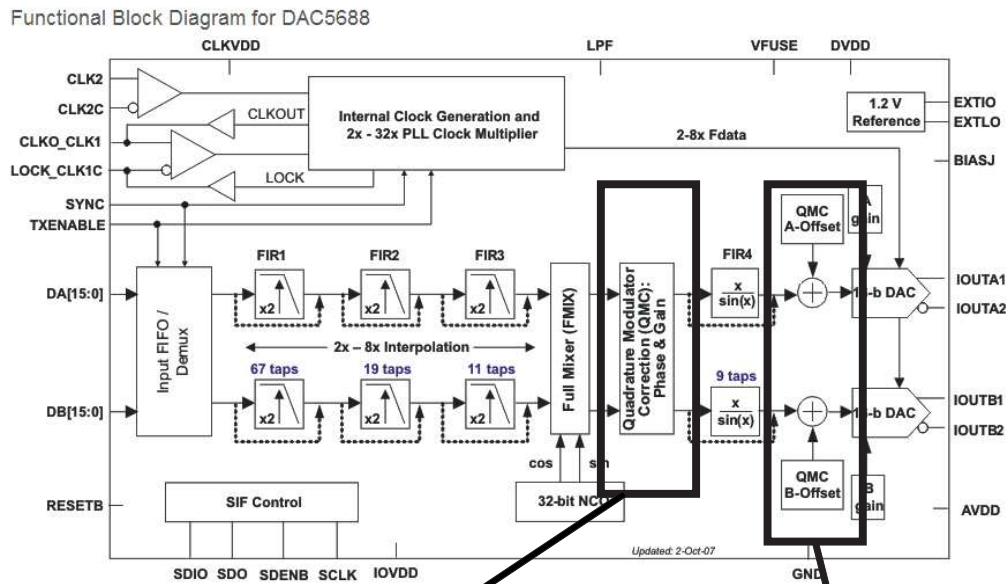 Functional Block Diagram for DAC5688
CLKVDD
LPF
VFUSE
DVDD
CLK2
CLK2C
CLKO_CLK1
LOCK_CLK1C
SYNC
TXENABLE
CLKOUT
LOCK
Internal Clock Generation and
2x - 32x PLL Clock Multiplier
2-8x Fdata
1.2 V
Reference
EXTIO
EXTLO
BIASJ
QMC
A-Offset
A
gain
FIR1
FIR2
FIR3
FIR4
DA[15:0]
x2
x2
x2
x
sin(x)
16-b DAC
IOUTA1
IOUTA2
Input FIFO /
Demux
2x – 8x Interpolation
Full Mixer (FMIX)
Quadrature Modulator
Correction (QMC):
Phase & Gain
67 taps
19 taps
11 taps
9 taps
DB[15:0]
x2
x2
x2
x
sin(x)
16-b DAC
IOUTB1
IOUTB2
cos
sin
QMC
B-Offset
B
gain
RESETB
SIF Control
32-bit NCO
AVDD
Updated: 2-Oct-07
SDIO
SDO
SDENB
SCLK
IOVDD
GND